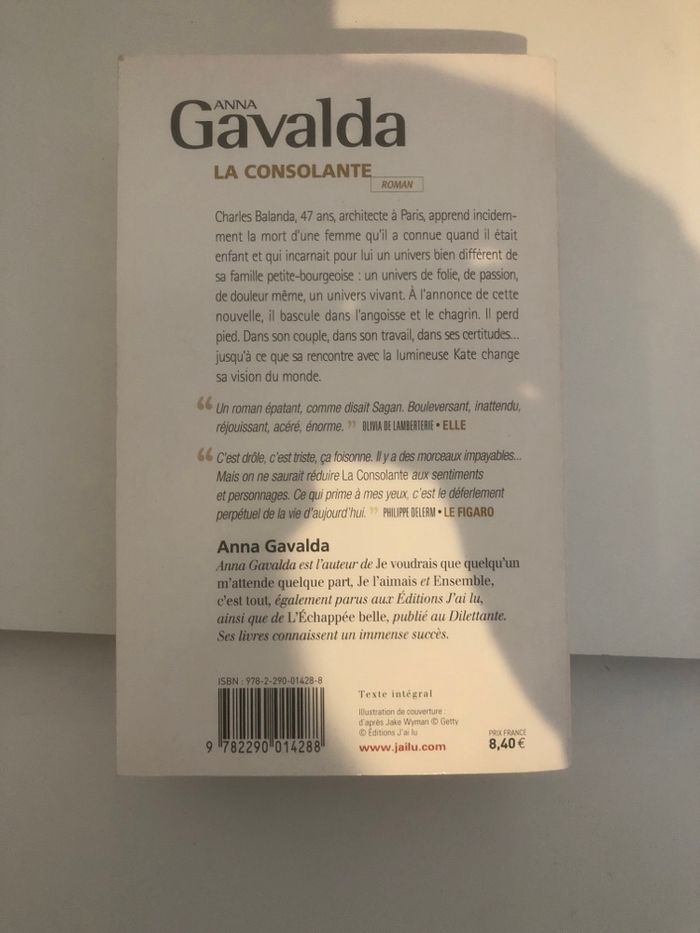 ANNA
Gavalda
LA CONSOLANTE
ROMAN
Charles Balanda, 47 ans, architecte à Paris, apprend incidem-
ment la mort d'une femme qu'il a connue quand il était
enfant et qui incarnait pour lui un univers bien différent de
sa famille petite-bourgeoise : un univers de folie, de passion,
de douleur même, un univers vivant. À l'annonce de cette
nouvelle, il bascule dans l'angoisse et le chagrin. Il perd
pied. Dans son couple, dans son travail, dans ses certitudes...
jusqu'à ce que sa rencontre avec la lumineuse Kate change
sa vision du monde.
“ Un roman épatant, comme disait Sagan. Bouleversant, inattendu,
réjouissant, acéré, énorme. ” OLIVIA DE LAMBERTERIE • ELLE
“ C'est drôle, c'est triste, ça foisonne. Il y a des morceaux impayables...
Mais on ne saurait réduire La Consolante aux sentiments
et personnages. Ce qui prime à mes yeux, c'est le déferlement
perpétuel de la vie d'aujourd'hui. ” PHILIPPE DELERM • LE FIGARO
Anna Gavalda
Anna Gavalda est l'auteur de Je voudrais que quelqu'un
m'attende quelque part, Je l'aimais et Ensemble,
c'est tout, également parus aux Éditions J'ai lu,
ainsi que de L'Échappée belle, publié au Dilettante.
Ses livres connaissent un immense succès.
ISBN : 978-2-290-01428-8
9 782290 014288
Texte intégral
Illustration de couverture :
d'après Jake Wyman © Getty
© Éditions J'ai lu
www.jailu.com
PRIX FRANCE
8,40 €